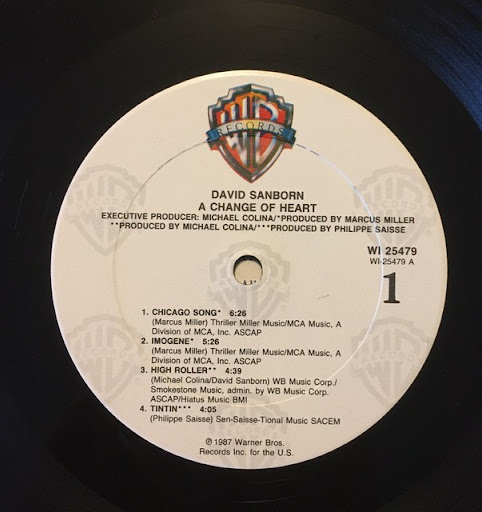 WB
RECORDS
DAVID SANBORN
A CHANGE OF HEART
EXECUTIVE PRODUCER: MICHAEL COLINA/*PRODUCED BY MARCUS MILLER
**PRODUCED BY MICHAEL COLINA/***PRODUCED BY PHILIPPE SAISSE
WI 25479
WI-25479 A
1
1. CHICAGO SONG* 6:26
(Marcus Miller) Thriller Miller Music/MCA Music, A
Division of MCA, Inc. ASCAP
2. IMOGENE* 5:26
(Marcus Miller) Thriller Miller Music/MCA Music, A
Division of MCA, Inc. ASCAP
3. HIGH ROLLER** 4:39
(Michael Colina/David Sanborn) WB Music Corp./
Smokestone Music, admin. by WB Music Corp.
ASCAP/Hiatus Music BMI
4. TINTIN*** 4:05
(Philippe Saisse) Sen-Saisse-Tional Music SACEM
℗ 1987 Warner Bros.
Records Inc. for the U.S.